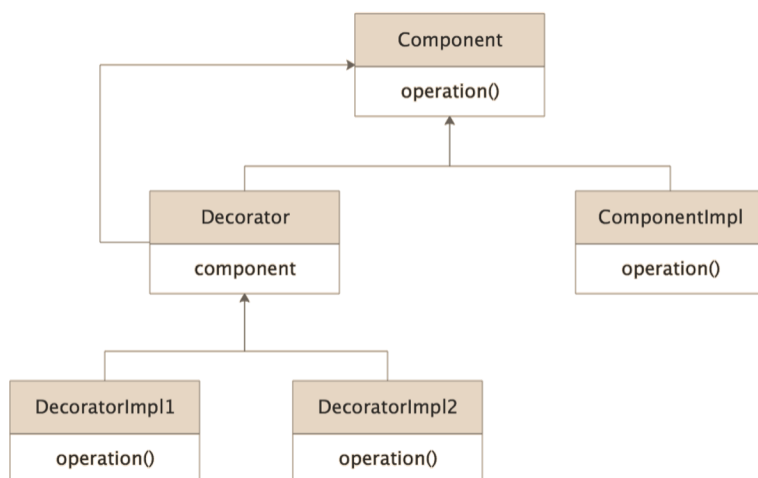 Component
operation()
Decorator
component
ComponentImpl
operation()
DecoratorImpl1
operation()
DecoratorImpl2
operation()